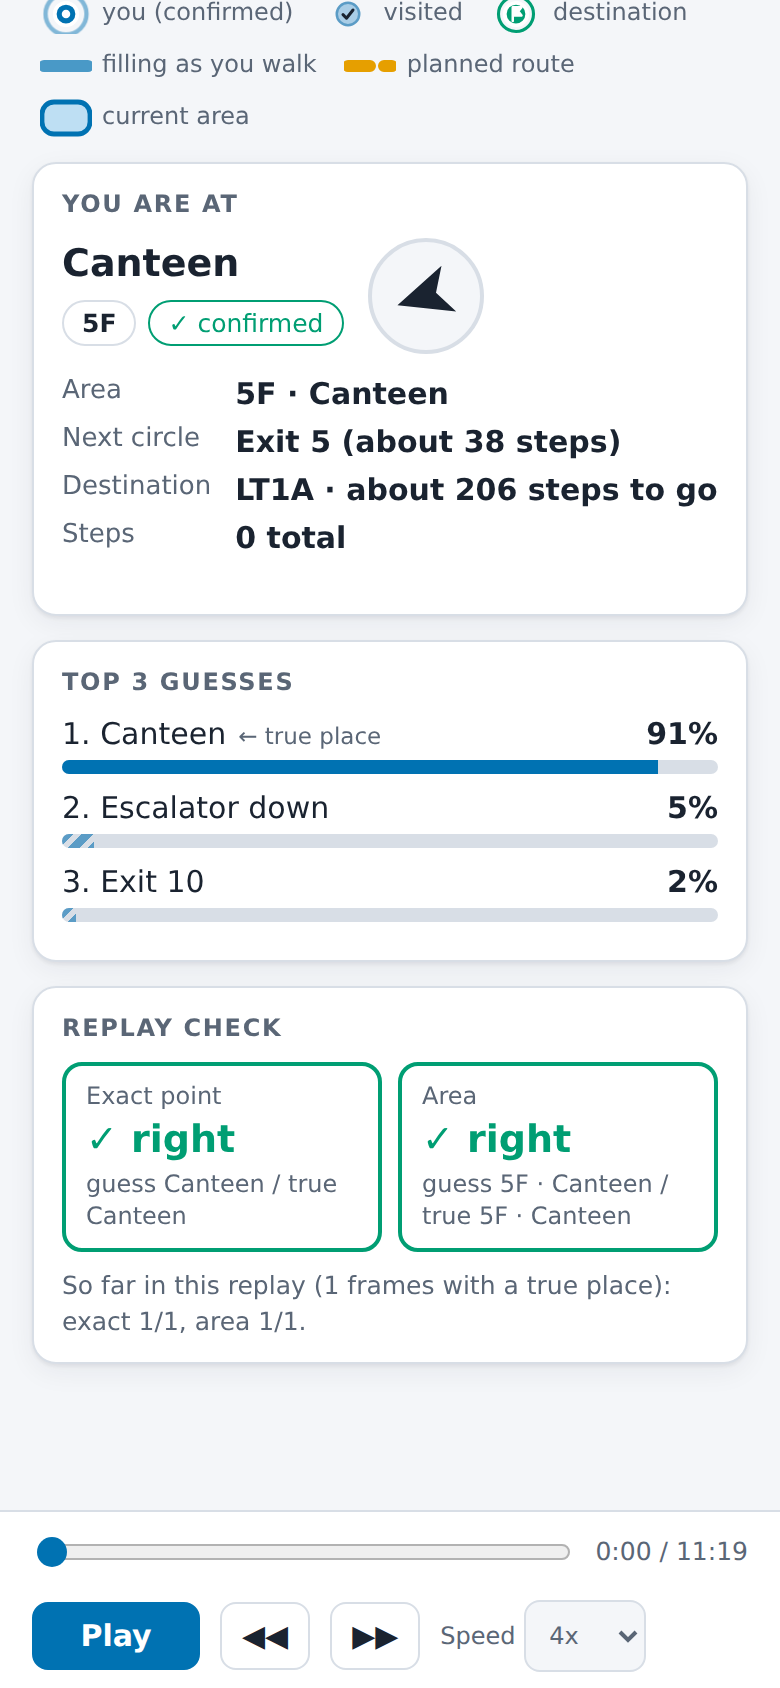 you (confirmed) visited destination
filling as you walk planned route
current area
YOU ARE AT
Canteen
5F ✓ confirmed
Area 5F · Canteen
Next circle Exit 5 (about 38 steps)
Destination LT1A · about 206 steps to go
Steps 0 total
TOP 3 GUESSES
1. Canteen ← true place 91%
2. Escalator down 5%
3. Exit 10 2%
REPLAY CHECK
Exact point
✓ right
guess Canteen / true
Canteen
Area
✓ right
guess 5F · Canteen /
true 5F · Canteen
So far in this replay (1 frames with a true place):
exact 1/1, area 1/1.
0:00 / 11:19
Play ◀◀ ▶▶ Speed 4x